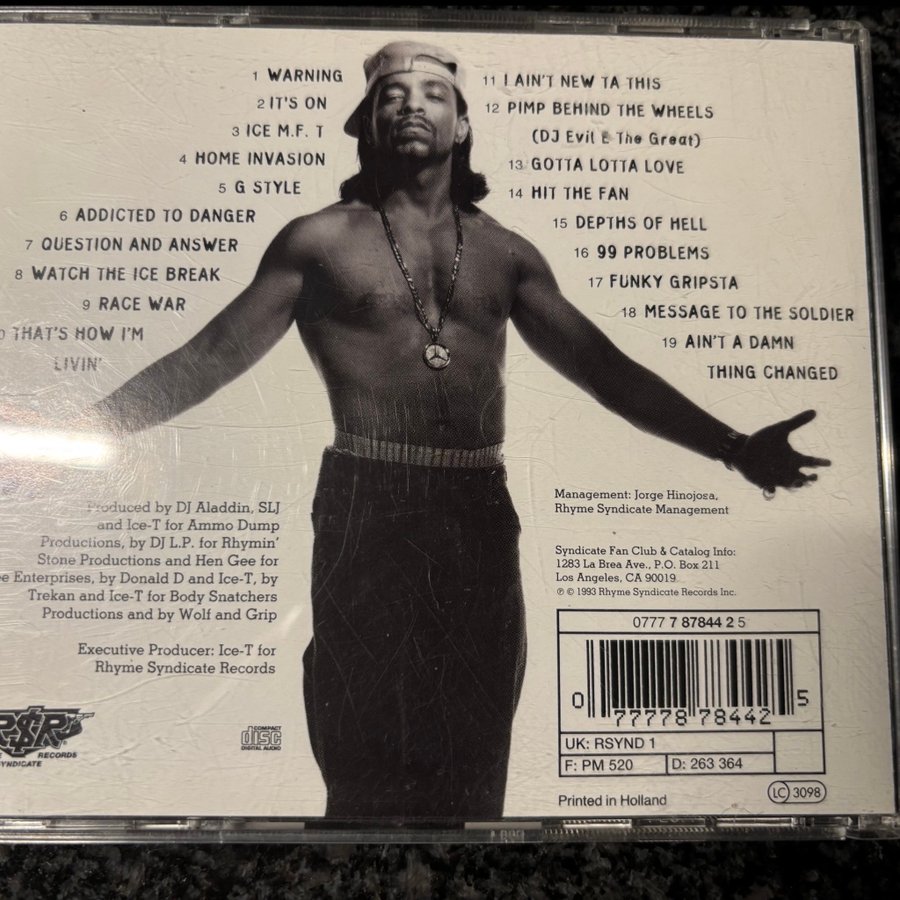 1 WARNING
2 IT'S ON
3 ICE M.F. T
4 HOME INVASION
5 G STYLE
6 ADDICTED TO DANGER
7 QUESTION AND ANSWER
8 WATCH THE ICE BREAK
9 RACE WAR
0 THAT'S HOW I'M
LIVIN'
11 I AIN'T NEW TA THIS
12 PIMP BEHIND THE WHEELS
(DJ Evil E The Great)
13 GOTTA LOTTA LOVE
14 HIT THE FAN
15 DEPTHS OF HELL
16 99 PROBLEMS
17 FUNKY GRIPSTA
18 MESSAGE TO THE SOLDIER
19 AIN'T A DAMN
THING CHANGED
Produced by DJ Aladdin, SLJ
and Ice-T for Ammo Dump
Productions, by DJ L.P. for Rhymin'
Stone Productions and Hen Gee for
Enterprises, by Donald D and Ice-T, by
Trekan and Ice-T for Body Snatchers
Productions and by Wolf and Grip
Executive Producer: Ice-T for
Rhyme Syndicate Records
R$R
RECORDS
SYNDICATE
COMPACT
disc
DIGITAL AUDIO
Management: Jorge Hinojosa,
Rhyme Syndicate Management
Syndicate Fan Club & Catalog Info:
1283 La Brea Ave., P.O. Box 211
Los Angeles, CA 90019
℗ © 1993 Rhyme Syndicate Records Inc.
0777 7 87844 2 5
0 77778 78442 5
UK: RSYND 1
F: PM 520 D: 263 364
Printed in Holland
LC 3098